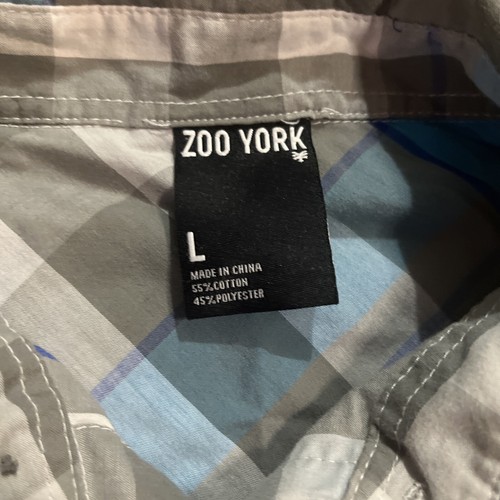 ZOO YORK
L
MADE IN CHINA
55%COTTON
45%POLYESTER